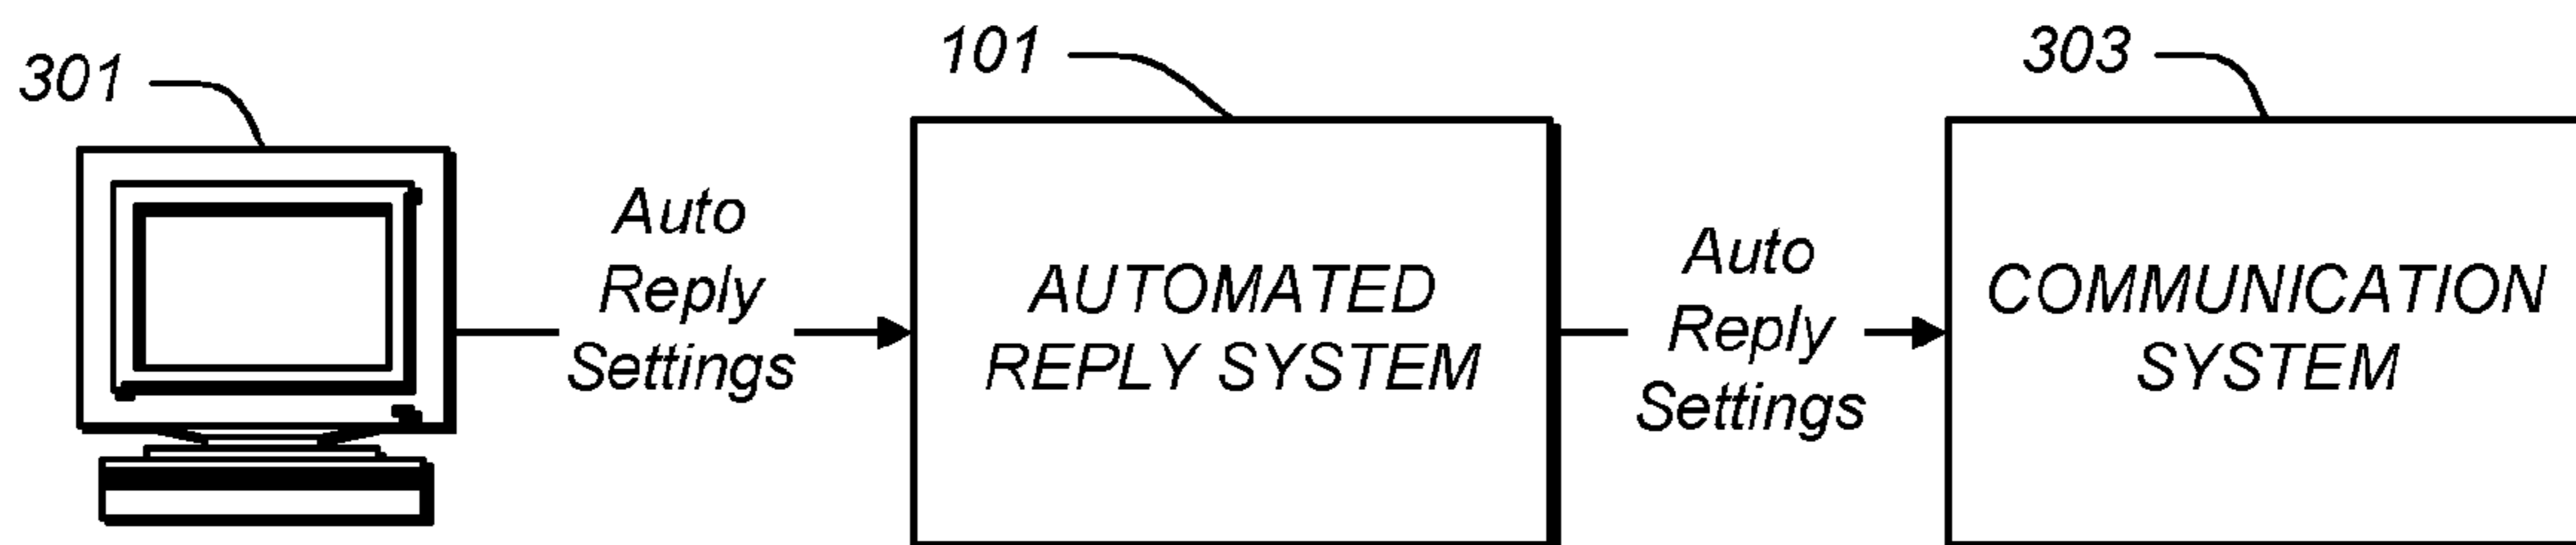 301
101
303
Auto
Reply
Settings
AUTOMATED
REPLY SYSTEM
Auto
Reply
Settings
COMMUNICATION
SYSTEM